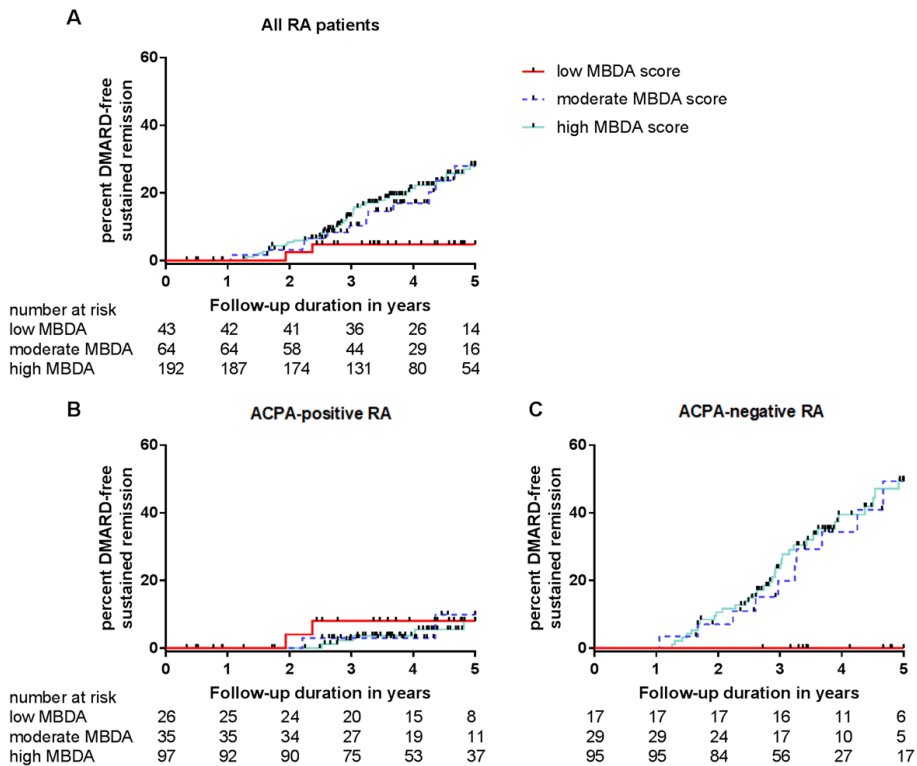 A
All RA patients
percent DMARD-free
sustained remission
60
40
20
0
0 1 2 3 4 5
Follow-up duration in years
low MBDA score
moderate MBDA score
high MBDA score
number at risk
low MBDA 43 42 41 36 26 14
moderate MBDA 64 64 58 44 29 16
high MBDA 192 187 174 131 80 54
B
ACPA-positive RA
percent DMARD-free
sustained remission
60
40
20
0
0 1 2 3 4 5
Follow-up duration in years
number at risk
low MBDA 26 25 24 20 15 8
moderate MBDA 35 35 34 27 19 11
high MBDA 97 92 90 75 53 37
C
ACPA-negative RA
percent DMARD-free
sustained remission
60
40
20
0
0 1 2 3 4 5
Follow-up duration in years
17 17 17 16 11 6
29 29 24 17 10 5
95 95 84 56 27 17